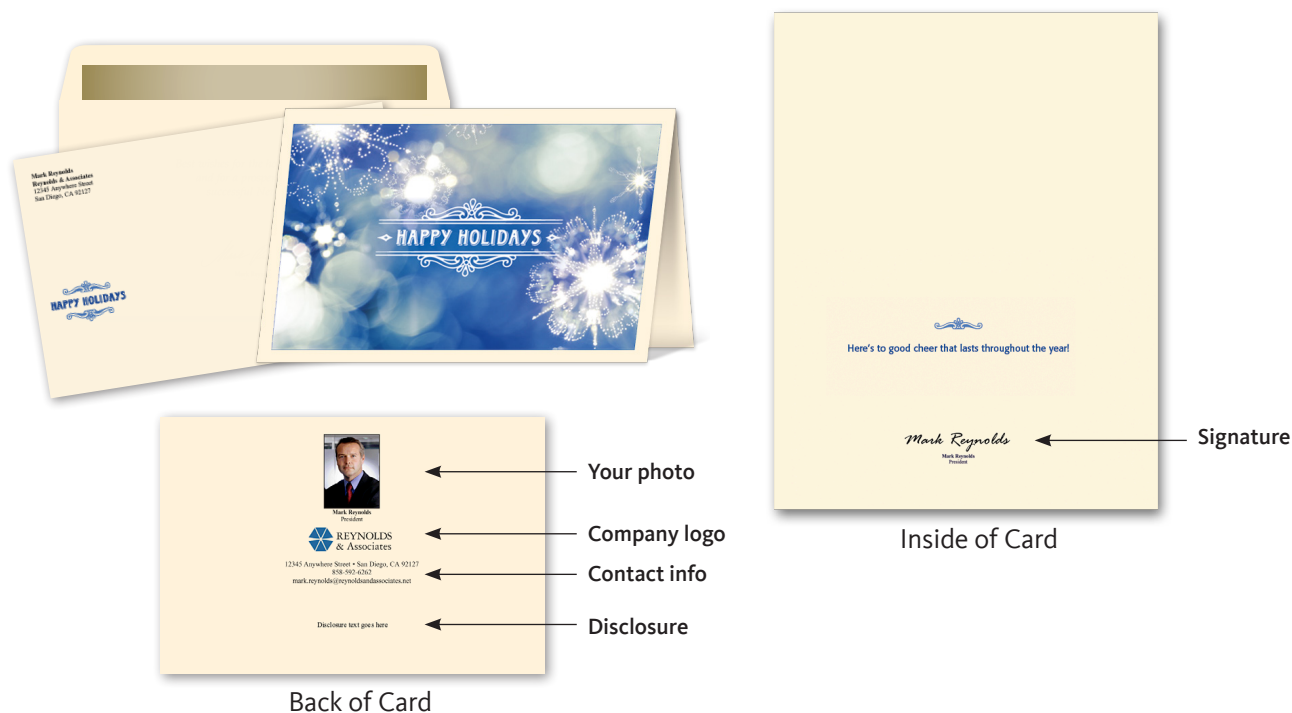 Mark Reynolds
Reynolds & Associates
12345 Anywhere Street
San Diego, CA 92127
HAPPY HOLIDAYS
HAPPY HOLIDAYS
Here's to good cheer that lasts throughout the year!
Mark Reynolds
Mark Reynolds
President
Signature
Inside of Card
Mark Reynolds
President
REYNOLDS
& Associates
12345 Anywhere Street • San Diego, CA 92127
858-592-6262
mark.reynolds@reynoldsandassociates.net
Disclosure text goes here
Your photo
Company logo
Contact info
Disclosure
Back of Card